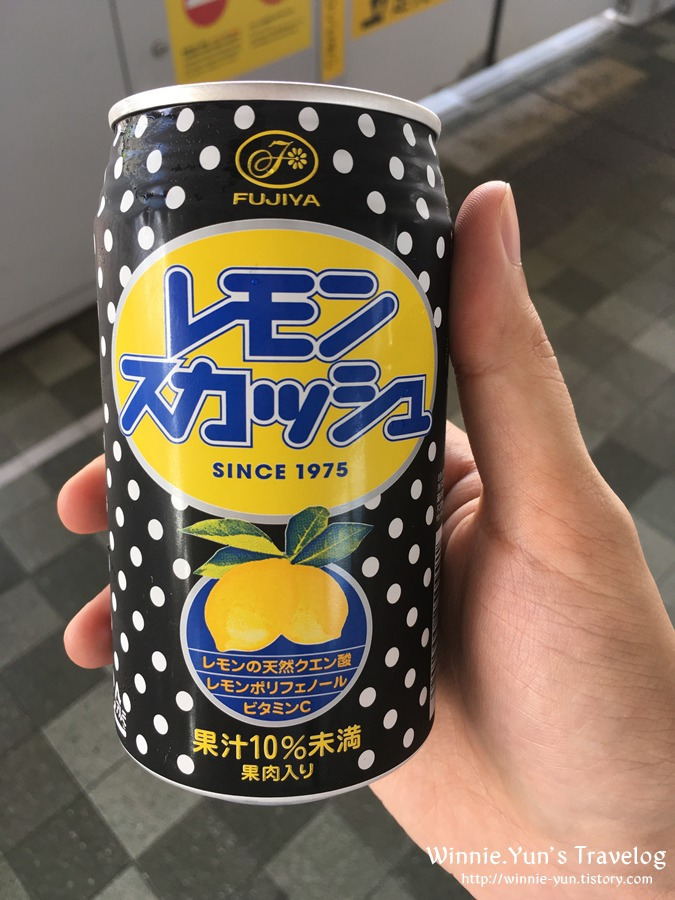 FUJIYA
レモン
スカッシュ
SINCE 1975
レモンの天然クエン酸
レモンポリフェノール
ビタミンC
果汁10%未満
果肉入り
Winnie.Yun's Travelog
http://winnie-yun.tistory.com